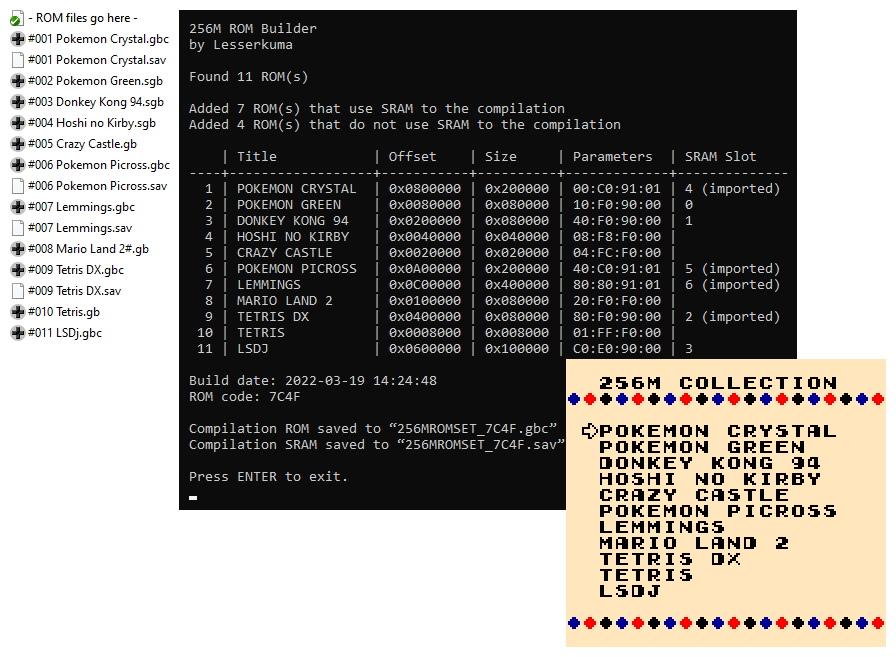 - ROM files go here -
#001 Pokemon Crystal.gbc
#001 Pokemon Crystal.sav
#002 Pokemon Green.sgb
#003 Donkey Kong 94.sgb
#004 Hoshi no Kirby.sgb
#005 Crazy Castle.gb
#006 Pokemon Picross.gbc
#006 Pokemon Picross.sav
#007 Lemmings.gbc
#007 Lemmings.sav
#008 Mario Land 2#.gb
#009 Tetris DX.gbc
#009 Tetris DX.sav
#010 Tetris.gb
#011 LSDj.gbc
256M ROM Builder
by Lesserkuma
Found 11 ROM(s)
Added 7 ROM(s) that use SRAM to the compilation
Added 4 ROM(s) that do not use SRAM to the compilation
| Title | Offset | Size | Parameters | SRAM Slot
----+------------------+-----------+----------+-------------+--------------
1 | POKEMON CRYSTAL | 0x0800000 | 0x200000 | 00:C0:91:01 | 4 (imported)
2 | POKEMON GREEN | 0x0080000 | 0x080000 | 10:F0:90:00 | 0
3 | DONKEY KONG 94 | 0x0200000 | 0x080000 | 40:F0:90:00 | 1
4 | HOSHI NO KIRBY | 0x0040000 | 0x040000 | 08:F8:F0:00 |
5 | CRAZY CASTLE | 0x0020000 | 0x020000 | 04:FC:F0:00 |
6 | POKEMON PICROSS | 0x0A00000 | 0x200000 | 40:C0:91:01 | 5 (imported)
7 | LEMMINGS | 0x0C00000 | 0x400000 | 80:80:91:01 | 6 (imported)
8 | MARIO LAND 2 | 0x0100000 | 0x080000 | 20:F0:F0:00 |
9 | TETRIS DX | 0x0400000 | 0x080000 | 80:F0:90:00 | 2 (imported)
10 | TETRIS | 0x0008000 | 0x008000 | 01:FF:F0:00 |
11 | LSDJ | 0x0600000 | 0x100000 | C0:E0:90:00 | 3
Build date: 2022-03-19 14:24:48
ROM code: 7C4F
Compilation ROM saved to “256MROMSET_7C4F.gbc”
Compilation SRAM saved to “256MROMSET_7C4F.sav”
Press ENTER to exit.
256M COLLECTION
POKEMON CRYSTAL
POKEMON GREEN
DONKEY KONG 94
HOSHI NO KIRBY
CRAZY CASTLE
POKEMON PICROSS
LEMMINGS
MARIO LAND 2
TETRIS DX
TETRIS
LSDJ